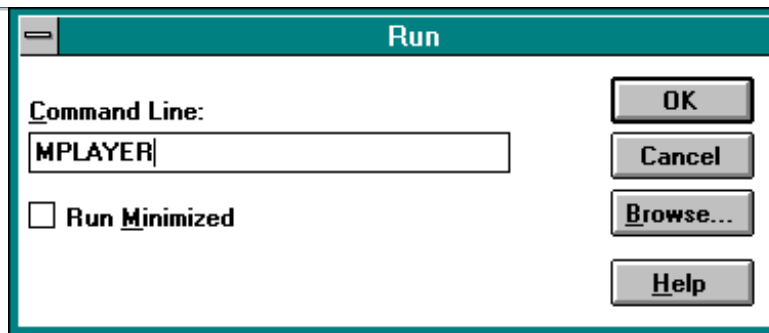 Run
Command Line:
MPLAYER
Run Minimized
OK
Cancel
Browse...
Help